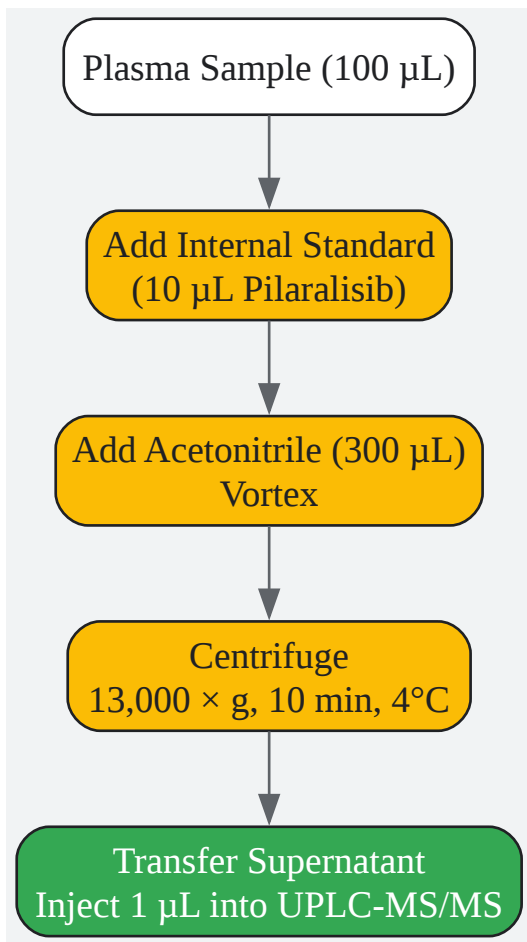 Plasma Sample (100 µL)
Add Internal Standard
(10 µL Pilaralisib)
Add Acetonitrile (300 µL)
Vortex
Centrifuge
13,000 × g, 10 min, 4°C
Transfer Supernatant
Inject 1 µL into UPLC-MS/MS